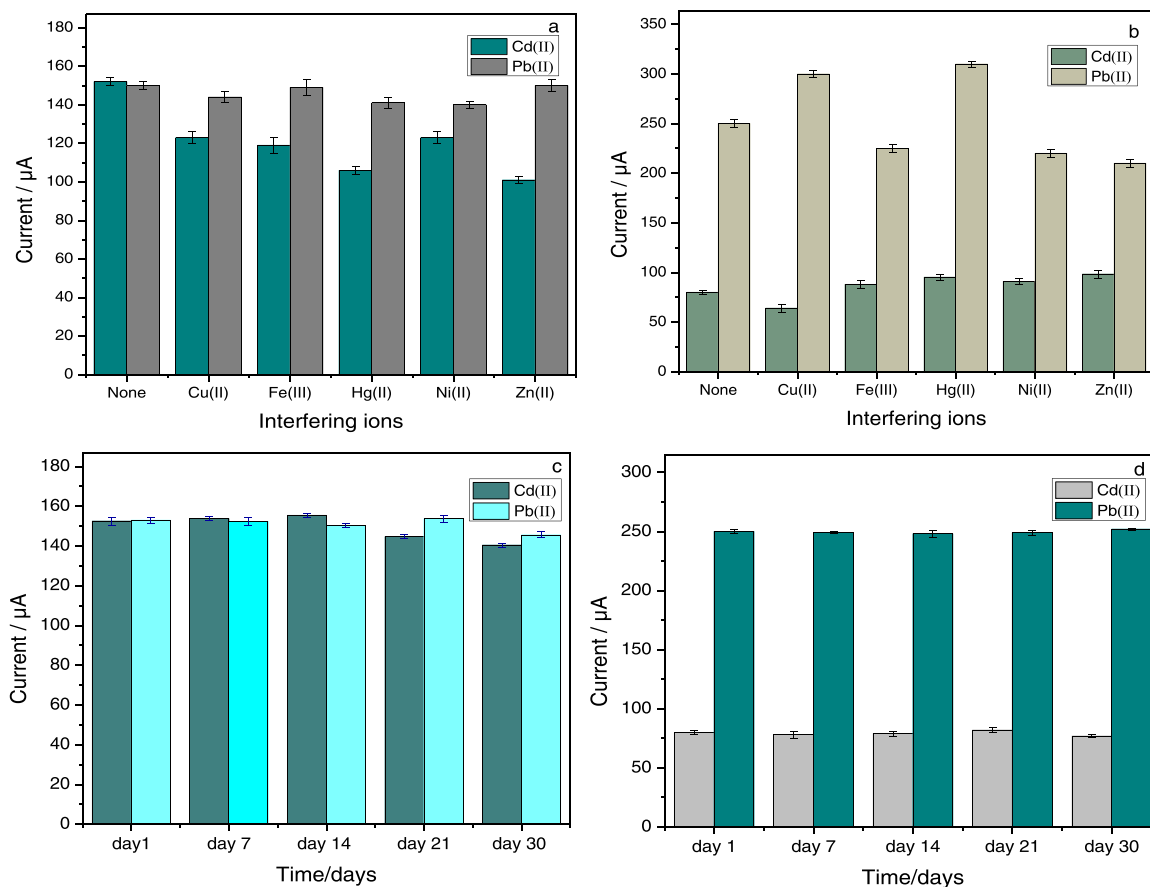 a
Cd(II)
Pb(II)
180
160
140
120
100
80
60
40
20
0
Current / µA
None Cu(II) Fe(III) Hg(II) Ni(II) Zn(II)
Interfering ions
b
Cd(II)
Pb(II)
350
300
250
200
150
100
50
0
Current / µA
None Cu(II) Fe(III) Hg(II) Ni(II) Zn(II)
Interfering ions
c
Cd(II)
Pb(II)
180
160
140
120
100
80
60
40
20
0
Current / µA
day1 day 7 day 14 day 21 day 30
Time/days
d
Cd(II)
Pb(II)
300
250
200
150
100
50
0
Current / µA
day 1 day 7 day 14 day 21 day 30
Time/days